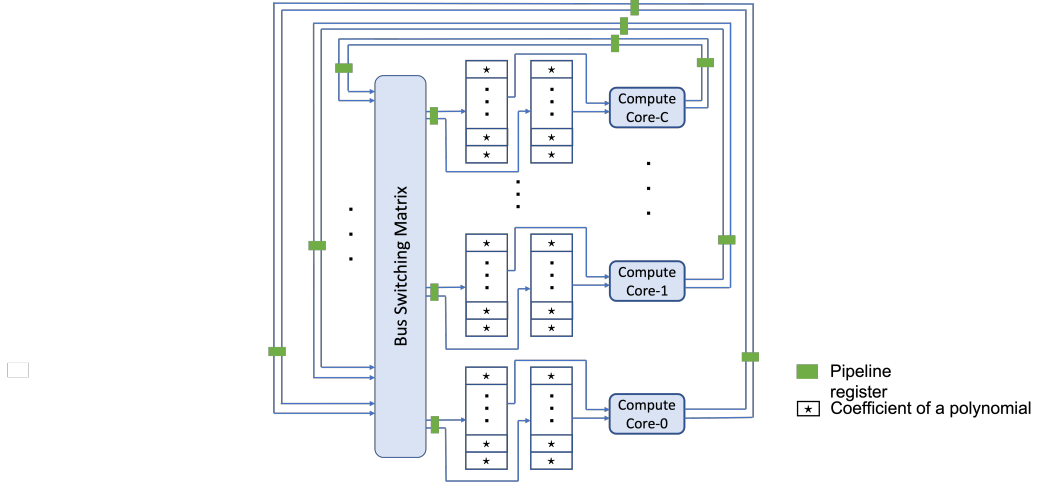 Compute
Core-C
Bus Switching Matrix
Compute
Core-1
Compute
Core-0
Pipeline
register
Coefficient of a polynomial